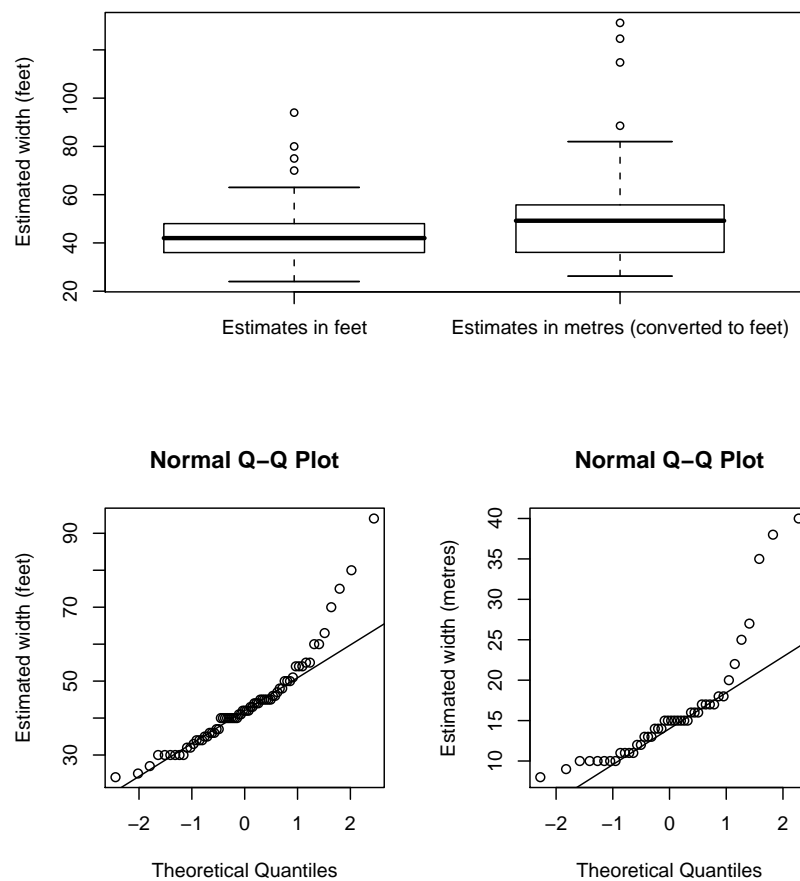 Estimated width (feet)
20
40
60
80
100
Estimates in feet
Estimates in metres (converted to feet)
Normal Q−Q Plot
Estimated width (feet)
30
50
70
90
−2
−1
0
1
2
Theoretical Quantiles
Normal Q−Q Plot
Estimated width (metres)
10
15
20
25
30
35
40
−2
−1
0
1
2
Theoretical Quantiles